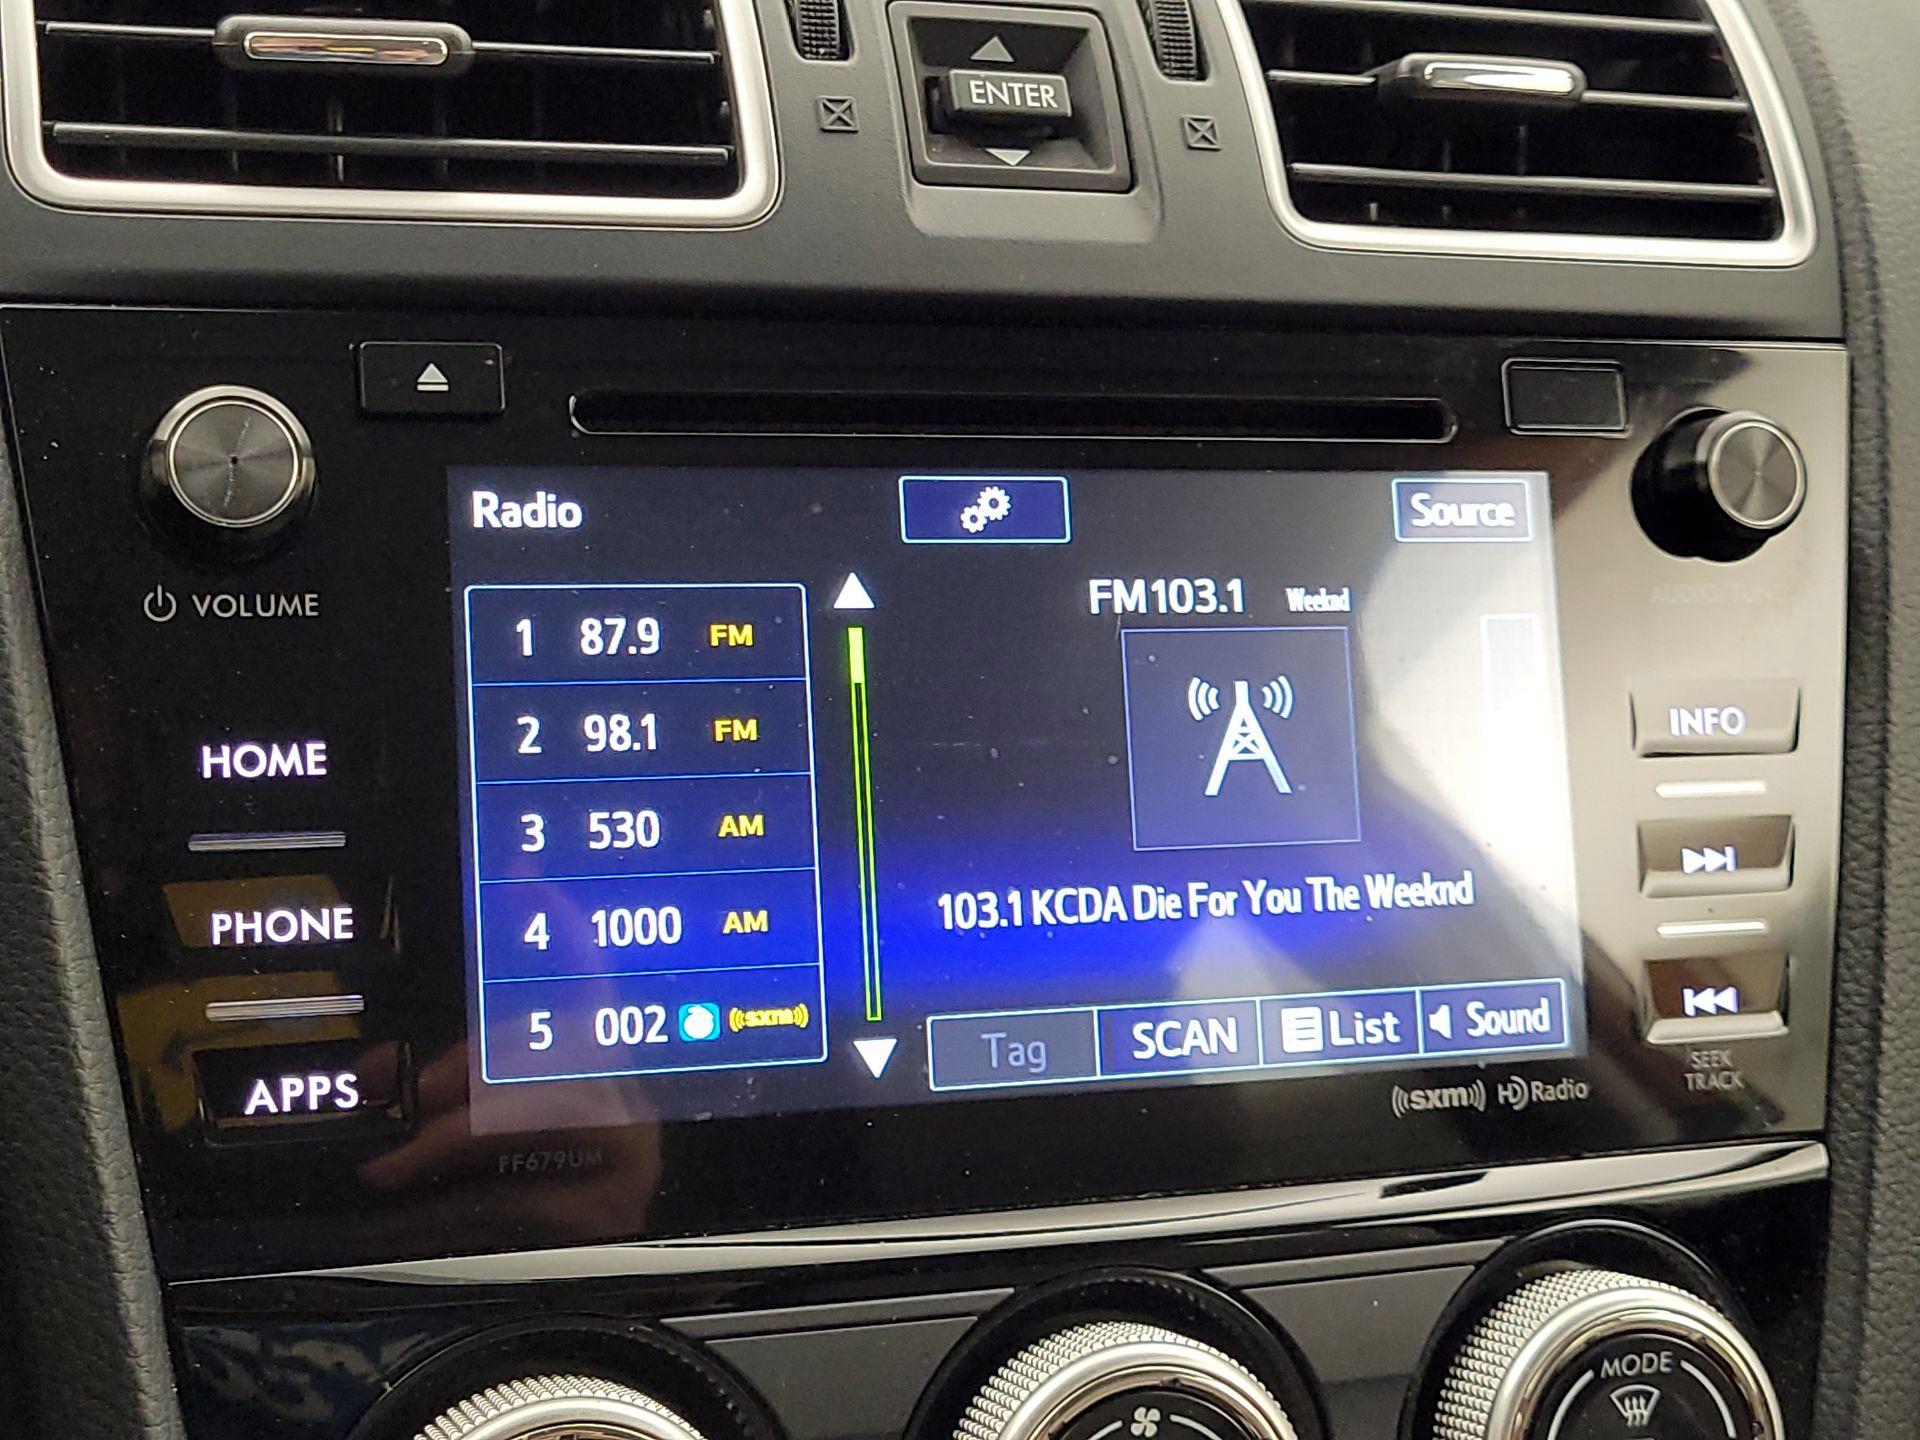 ENTER
VOLUME
HOME
PHONE
APPS
Radio
Source
1 87.9 FM
2 98.1 FM
3 530 AM
4 1000 AM
5 002 sxm
FM103.1 Weeknd
103.1 KCDA Die For You The Weeknd
Tag SCAN List Sound
sxm HD Radio
FF679UM
INFO
SEEK
TRACK
MODE